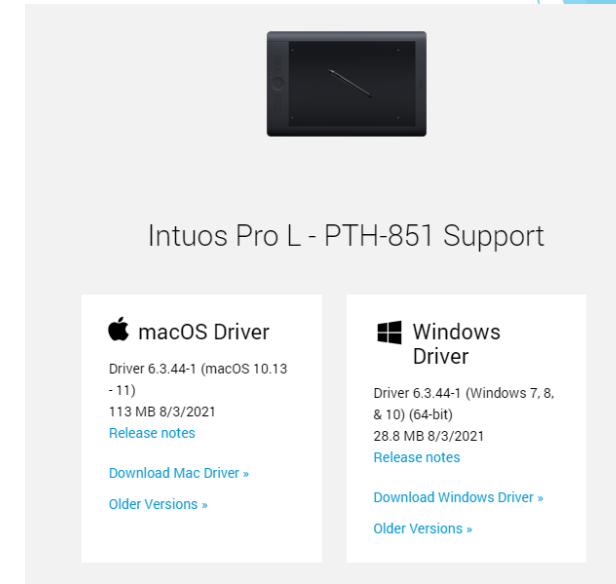 Intuos Pro L - PTH-851 Support
macOS Driver
Driver 6.3.44-1 (macOS 10.13
- 11)
113 MB 8/3/2021
Release notes
Download Mac Driver »
Older Versions »
Windows
Driver
Driver 6.3.44-1 (Windows 7, 8,
& 10) (64-bit)
28.8 MB 8/3/2021
Release notes
Download Windows Driver »
Older Versions »